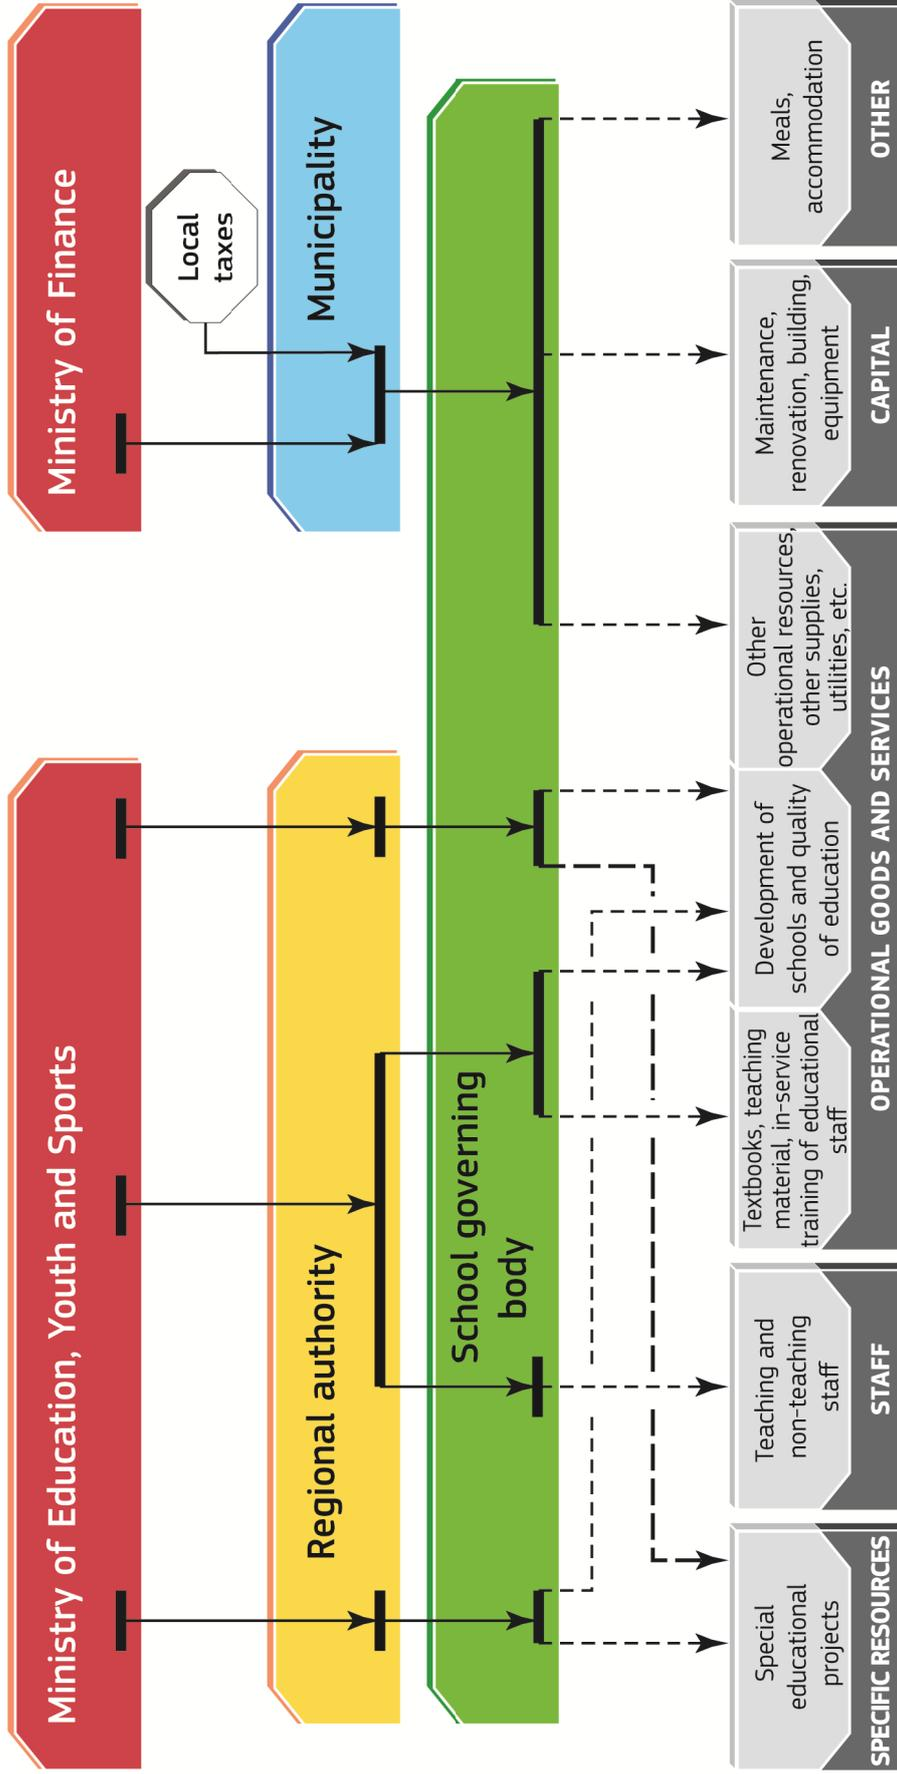 Ministry of Education, Youth and Sports
Ministry of Finance
Local
taxes
Regional authority
Municipality
School governing
body
Special
educational
projects
SPECIFIC RESOURCES
Teaching and
non-teaching
staff
STAFF
Textbooks, teaching
material, in-service
training of educational
staff
Development of
schools and quality
of education
Other
operational resources,
other supplies,
utilities, etc.
OPERATIONAL GOODS AND SERVICES
Maintenance,
renovation, building,
equipment
CAPITAL
Meals,
accommodation
OTHER